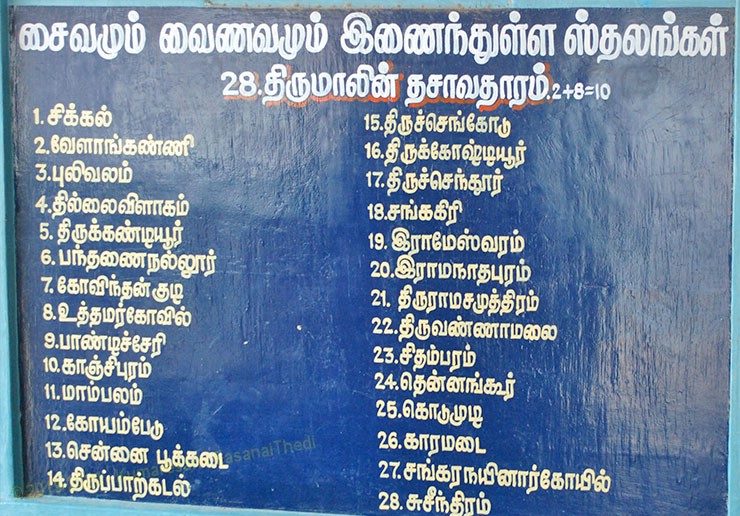 சைவமும் வைணவமும் இணைந்துள்ள ஸ்தலங்கள்
28.திருமாலின் தசாவதாரம்.2+8=10
1.சிக்கல்
2.வேளாங்கண்ணி
3.புலிவலம்
4.தில்லைவிளாகம்
5.திருக்கண்டியூர்
6.பந்தணைநல்லூர்
7.கோவிந்தன் குடி
8.உத்தமர்கோவில்
9.பாண்டிச்சேரி
10.காஞ்சிபுரம்
11.மாம்பலம்
12.கோயம்பேடு
13.சென்னை பூக்கடை
14.திருப்பாற்கடல்
15.திருச்செங்கோடு
16.திருக்கோஷ்டியூர்
17.திருச்செந்தூர்
18.சங்ககிரி
19.இராமேஸ்வரம்
20.இராமநாதபுரம்
21.திருராமசமுத்திரம்
22.திருவண்ணாமலை
23.சிதம்பரம்
24.தென்னங்கூர்
25.கொடுமுடி
26.காரமடை
27.சங்கரநயினார்கோயில்
28.சுசீந்திரம்